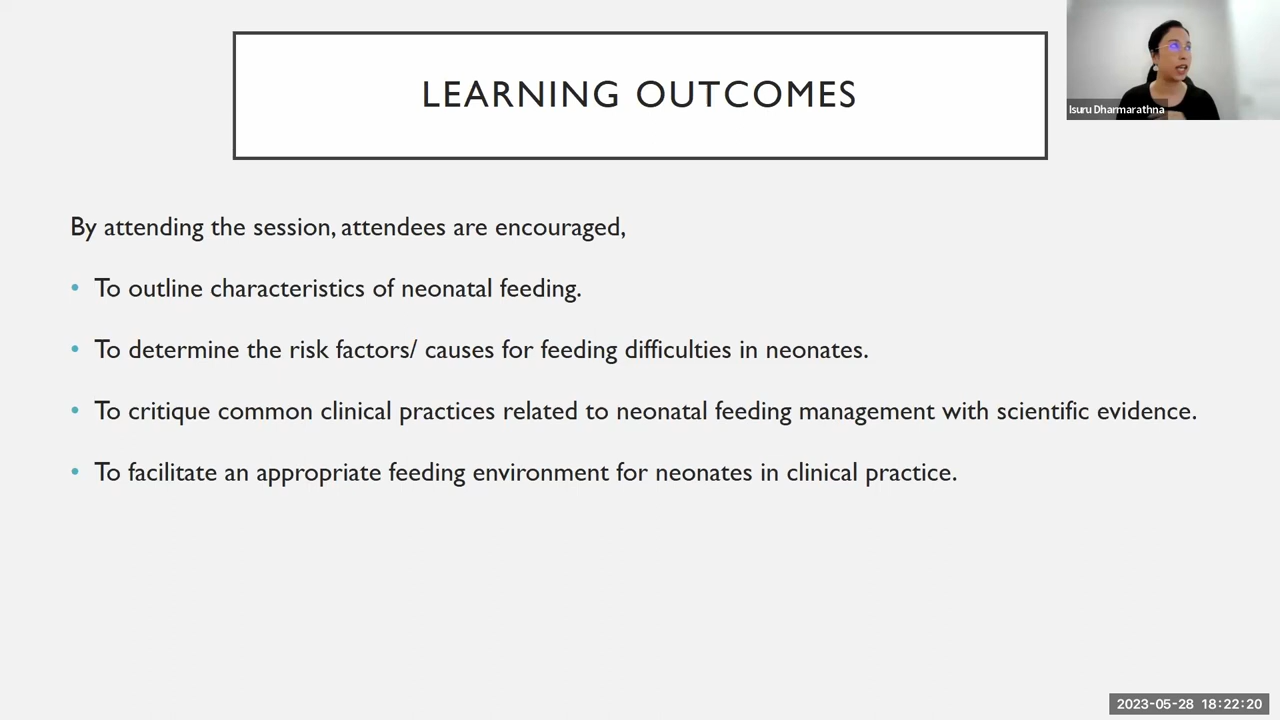 LEARNING OUTCOMES
Isuru Dharmarathna
By attending the session, attendees are encouraged,
• To outline characteristics of neonatal feeding.
• To determine the risk factors/ causes for feeding difficulties in neonates.
• To critique common clinical practices related to neonatal feeding management with scientific evidence.
• To facilitate an appropriate feeding environment for neonates in clinical practice.
2023-05-28 18:22:20